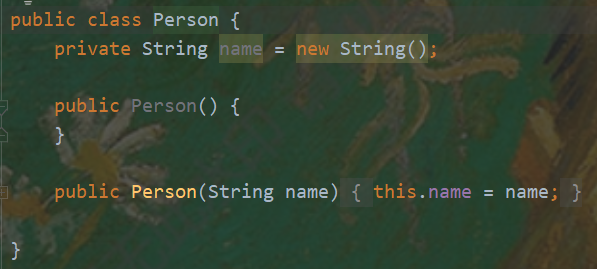 public class Person {
    private String name = new String();
    public Person() {
    }
    public Person(String name) { this.name = name; }
}